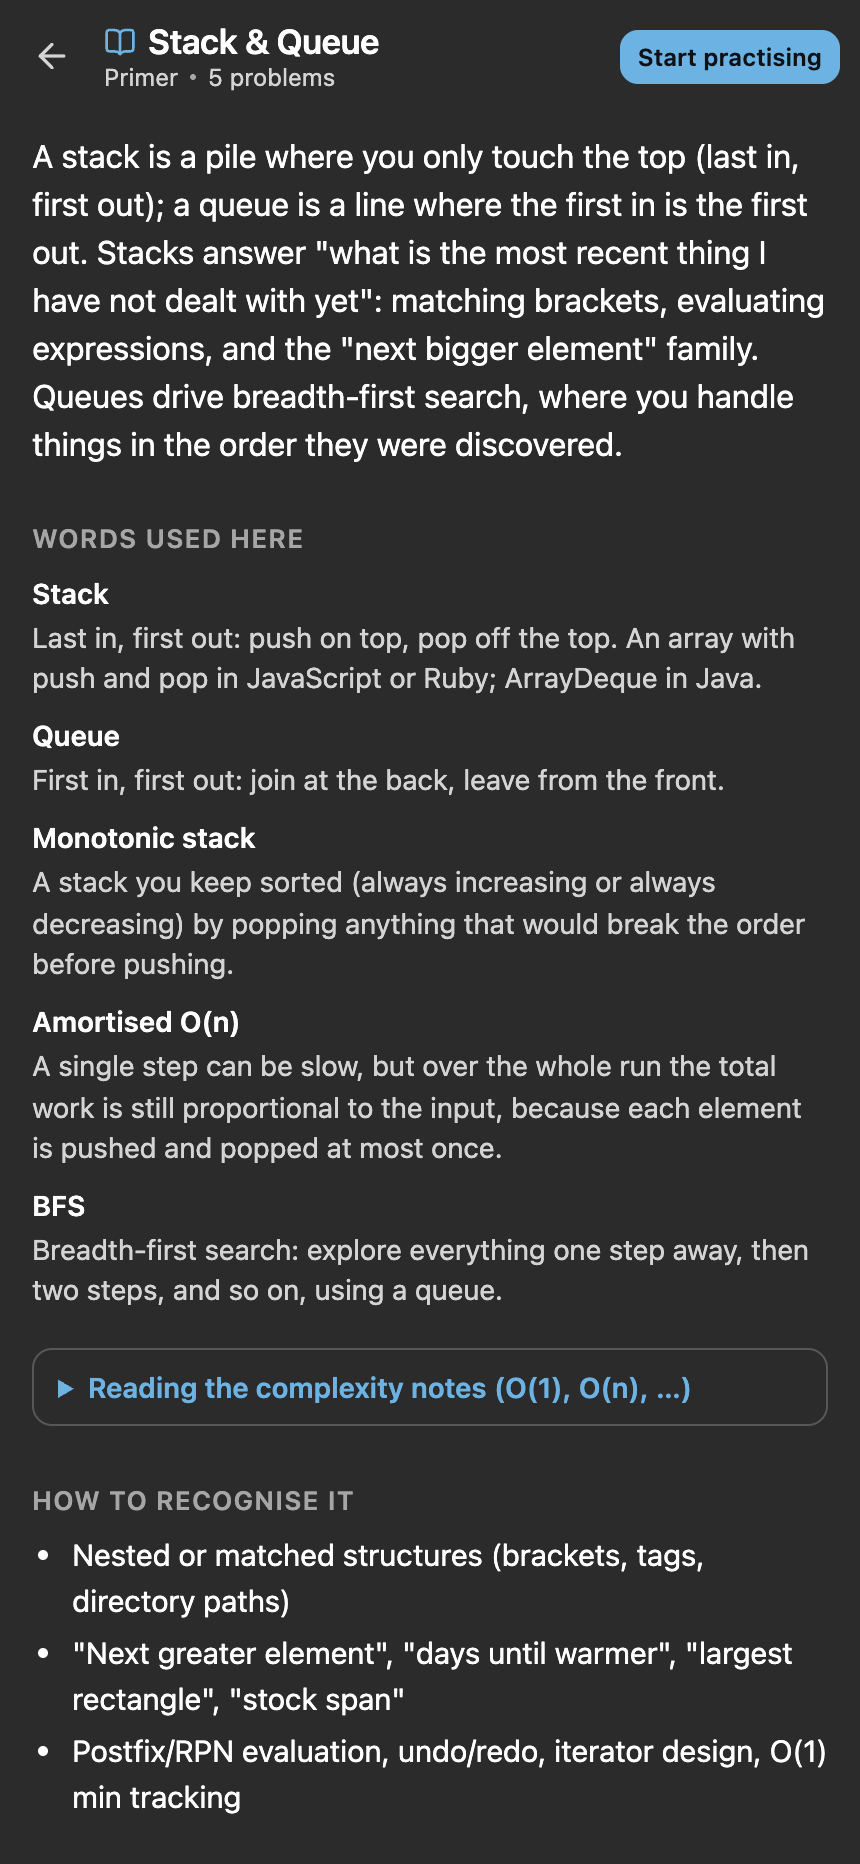 Stack & Queue
Primer • 5 problems
Start practising
A stack is a pile where you only touch the top (last in,
first out); a queue is a line where the first in is the first
out. Stacks answer "what is the most recent thing I
have not dealt with yet": matching brackets, evaluating
expressions, and the "next bigger element" family.
Queues drive breadth-first search, where you handle
things in the order they were discovered.
WORDS USED HERE
Stack
Last in, first out: push on top, pop off the top. An array with
push and pop in JavaScript or Ruby; ArrayDeque in Java.
Queue
First in, first out: join at the back, leave from the front.
Monotonic stack
A stack you keep sorted (always increasing or always
decreasing) by popping anything that would break the order
before pushing.
Amortised O(n)
A single step can be slow, but over the whole run the total
work is still proportional to the input, because each element
is pushed and popped at most once.
BFS
Breadth-first search: explore everything one step away, then
two steps, and so on, using a queue.
Reading the complexity notes (O(1), O(n), ...)
HOW TO RECOGNISE IT
• Nested or matched structures (brackets, tags,
directory paths)
• "Next greater element", "days until warmer", "largest
rectangle", "stock span"
• Postfix/RPN evaluation, undo/redo, iterator design, O(1)
min tracking